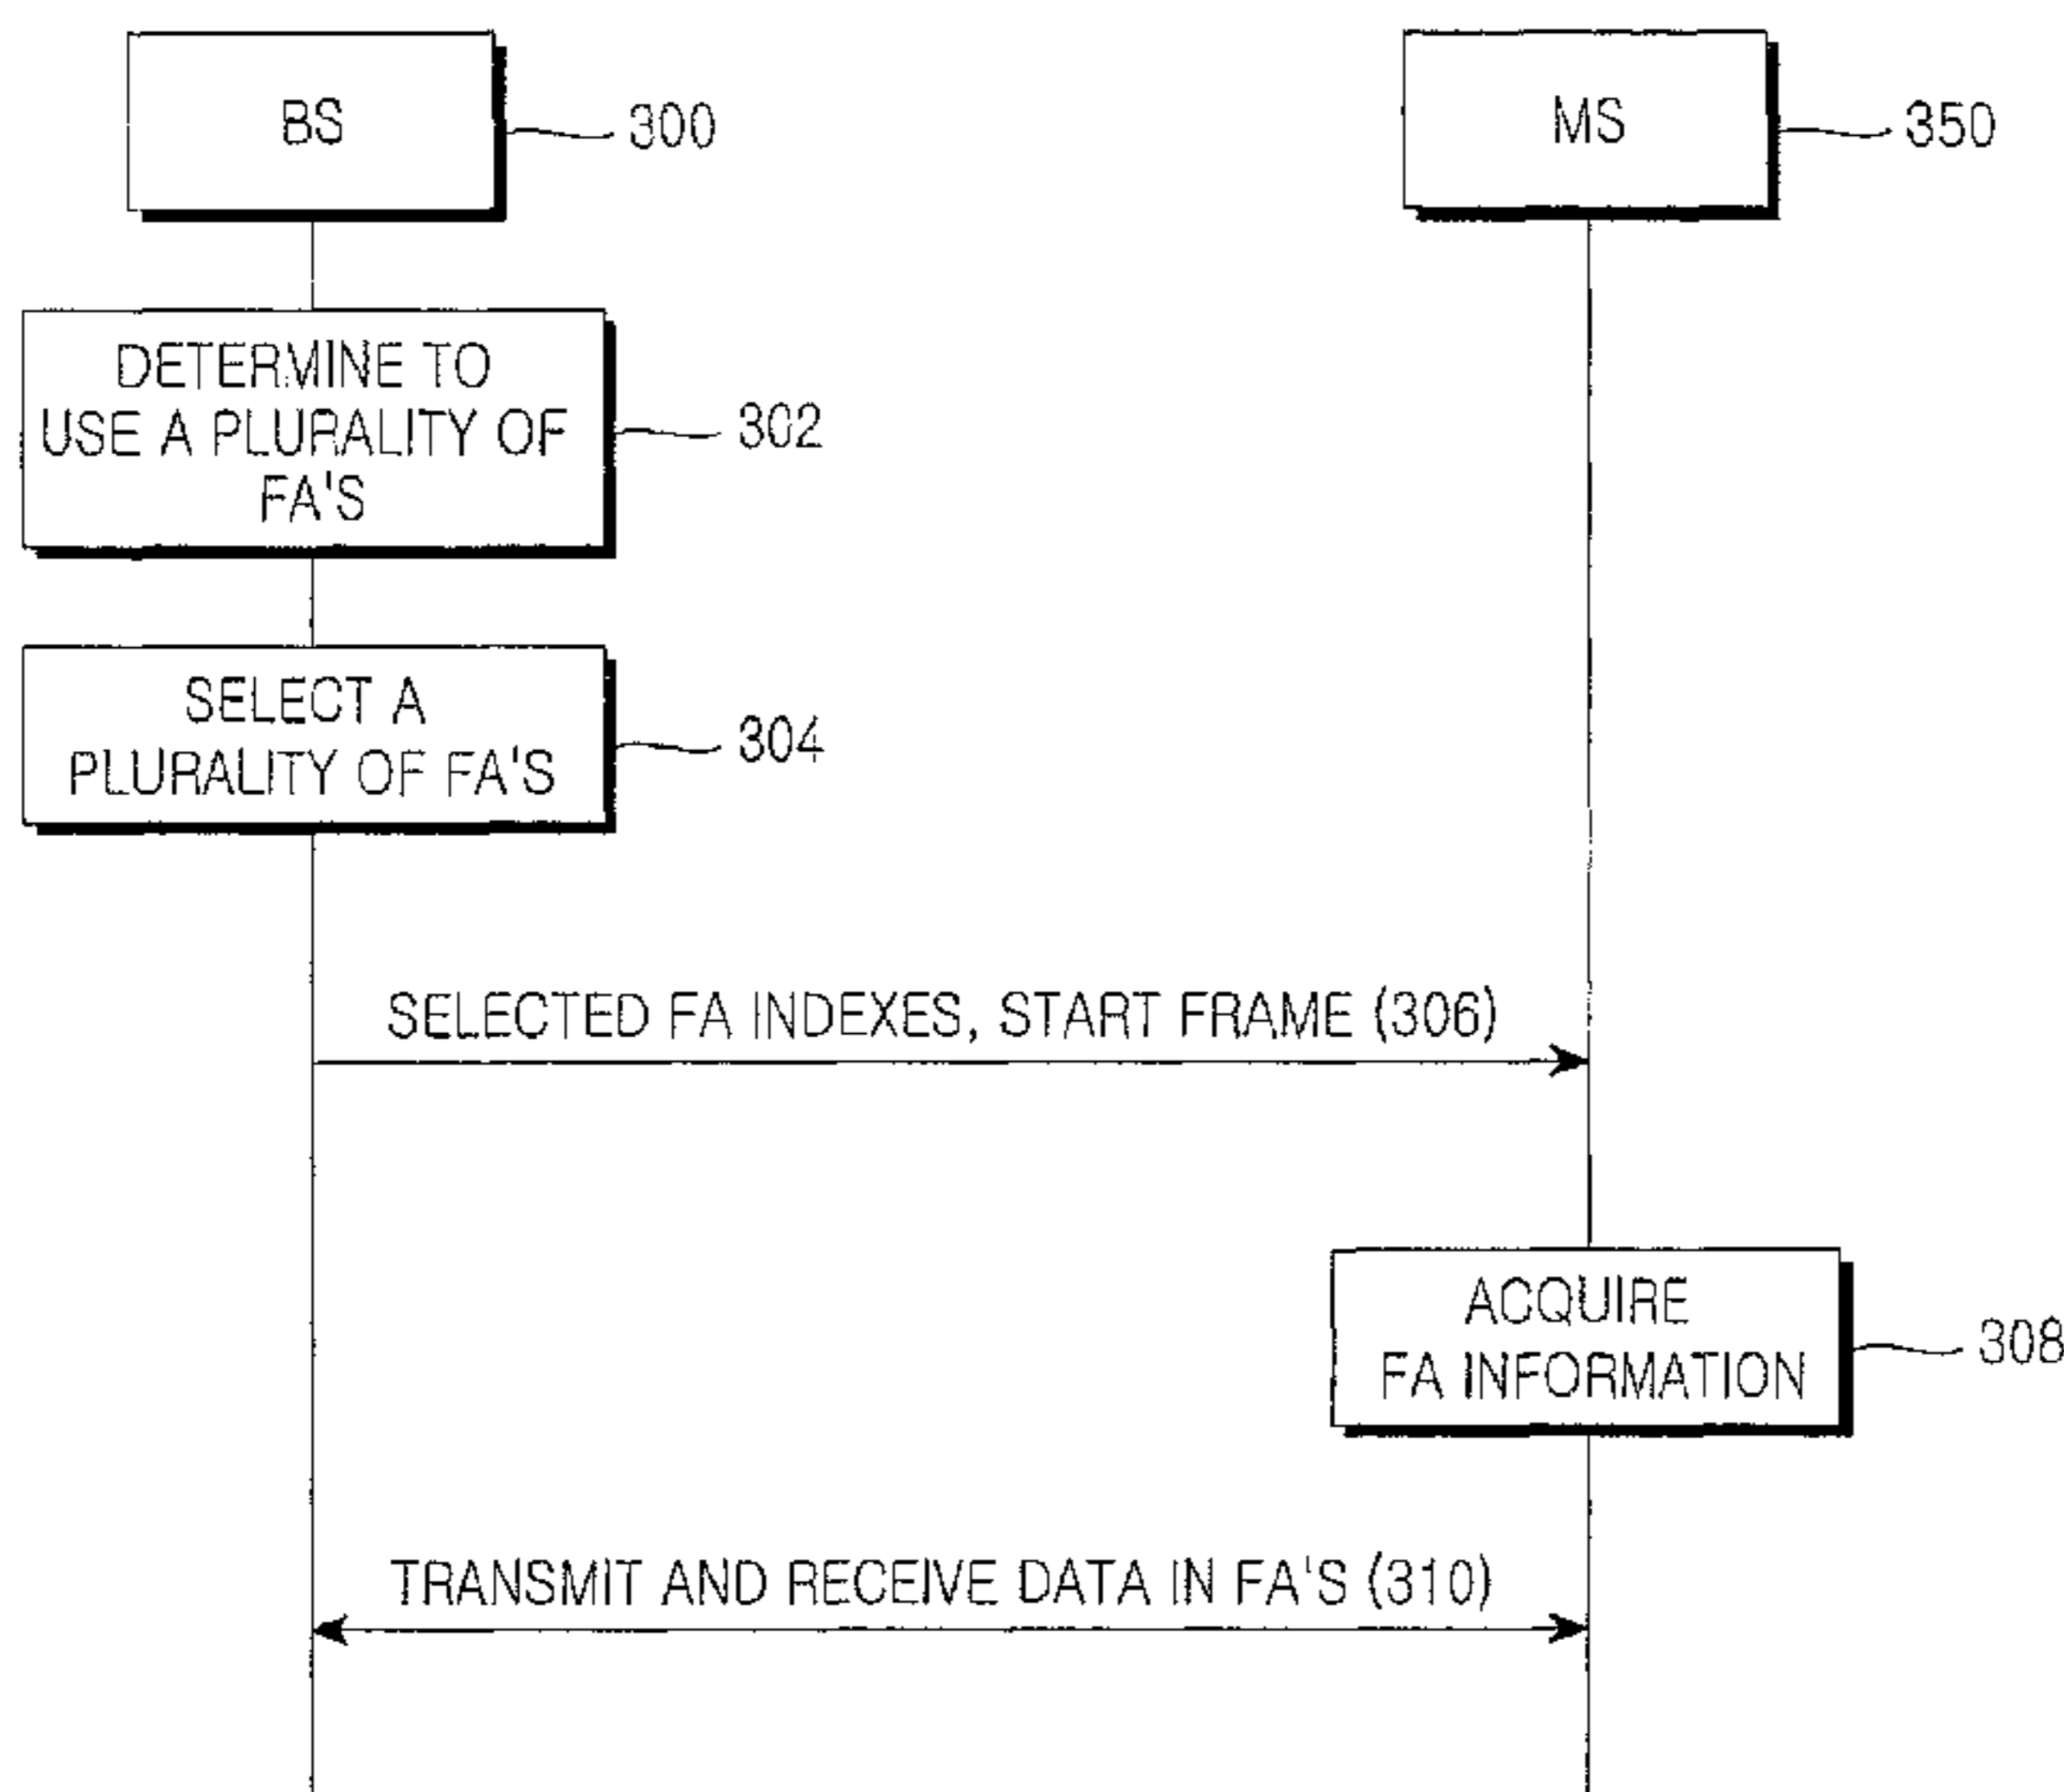 BS
300
MS
350
DETERMINE TO
USE A PLURALITY OF
FA'S
302
SELECT A
PLURALITY OF FA'S
304
SELECTED FA INDEXES, START FRAME (306)
ACQUIRE
FA INFORMATION
308
TRANSMIT AND RECEIVE DATA IN FA'S (310)